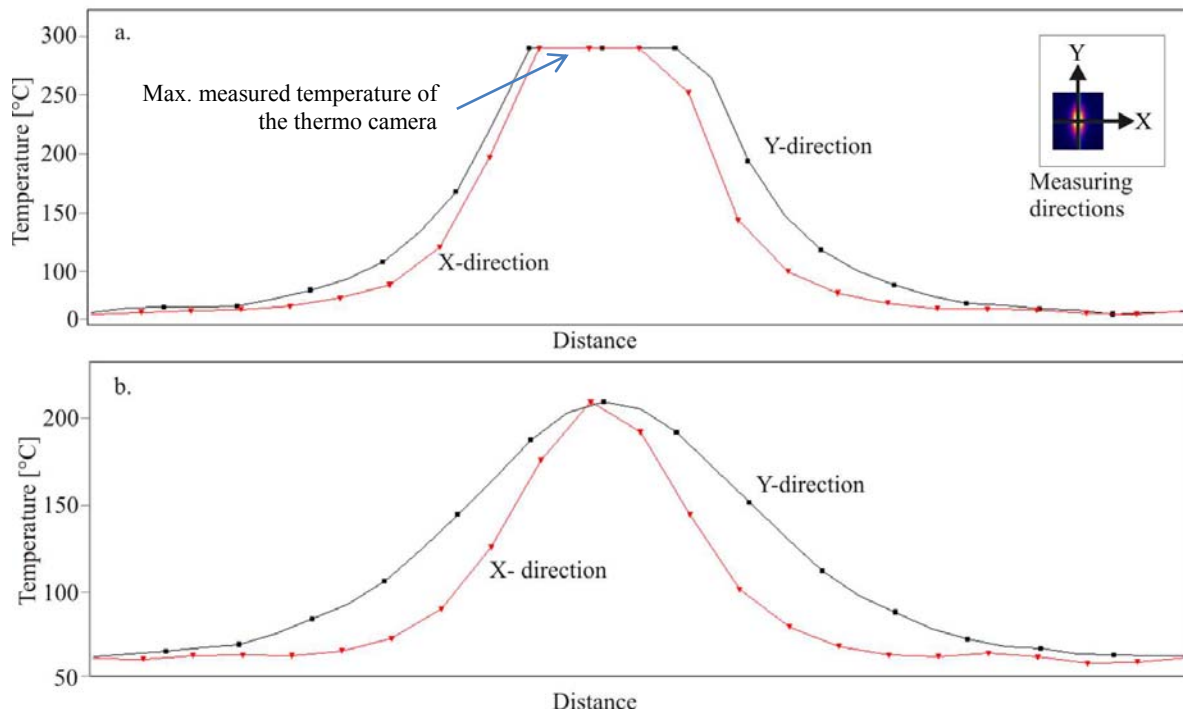 a.
300
250
200
150
100
0
Temperature [°C]
Max. measured temperature of
the thermo camera
X-direction
Y-direction
Y
X
Measuring
directions
Distance
b.
200
150
100
50
Temperature [°C]
X- direction
Y-direction
Distance